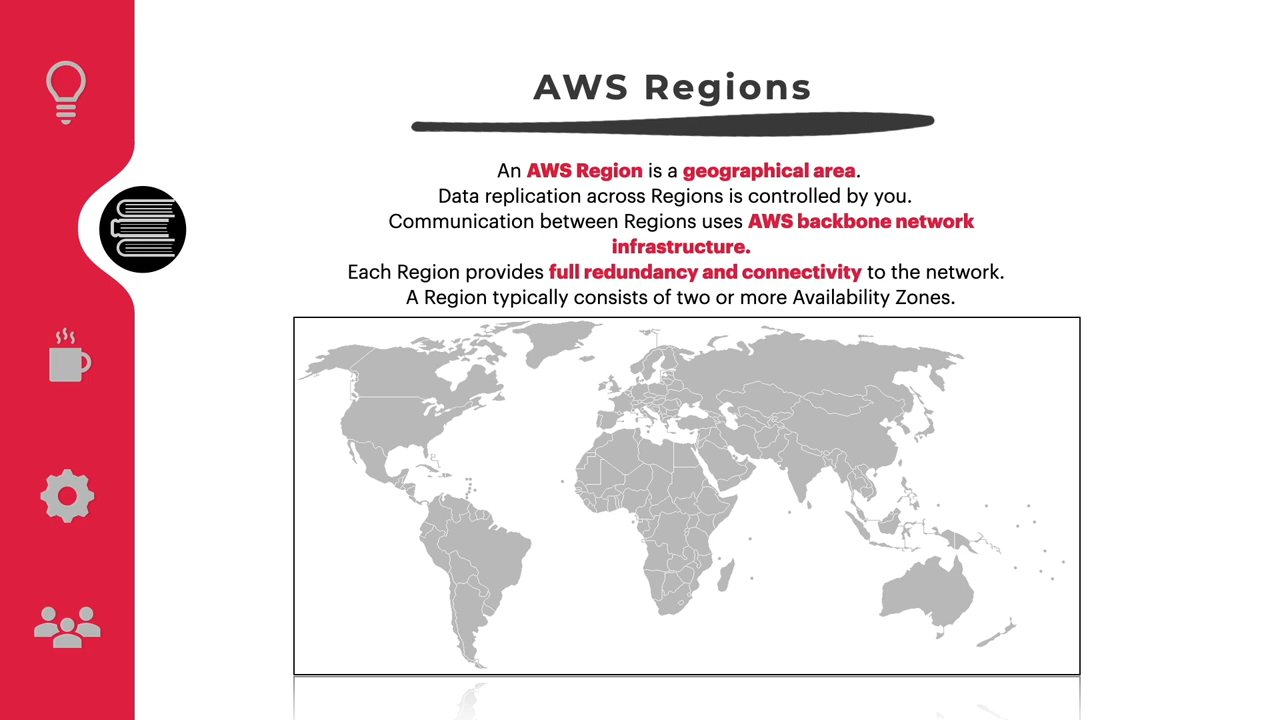 AWS Regions
An AWS Region is a geographical area.
Data replication across Regions is controlled by you.
Communication between Regions uses AWS backbone network
infrastructure.
Each Region provides full redundancy and connectivity to the network.
A Region typically consists of two or more Availability Zones.